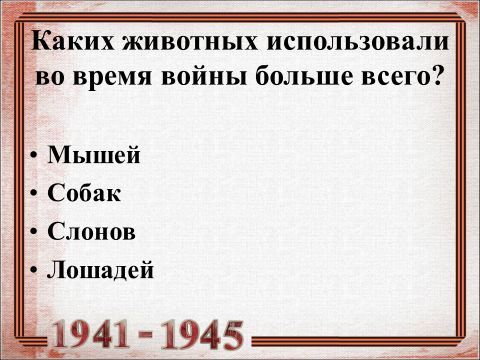 Каких животных использовали
во время войны больше всего?
• Мышей
• Собак
• Слонов
• Лошадей
1941 - 1945